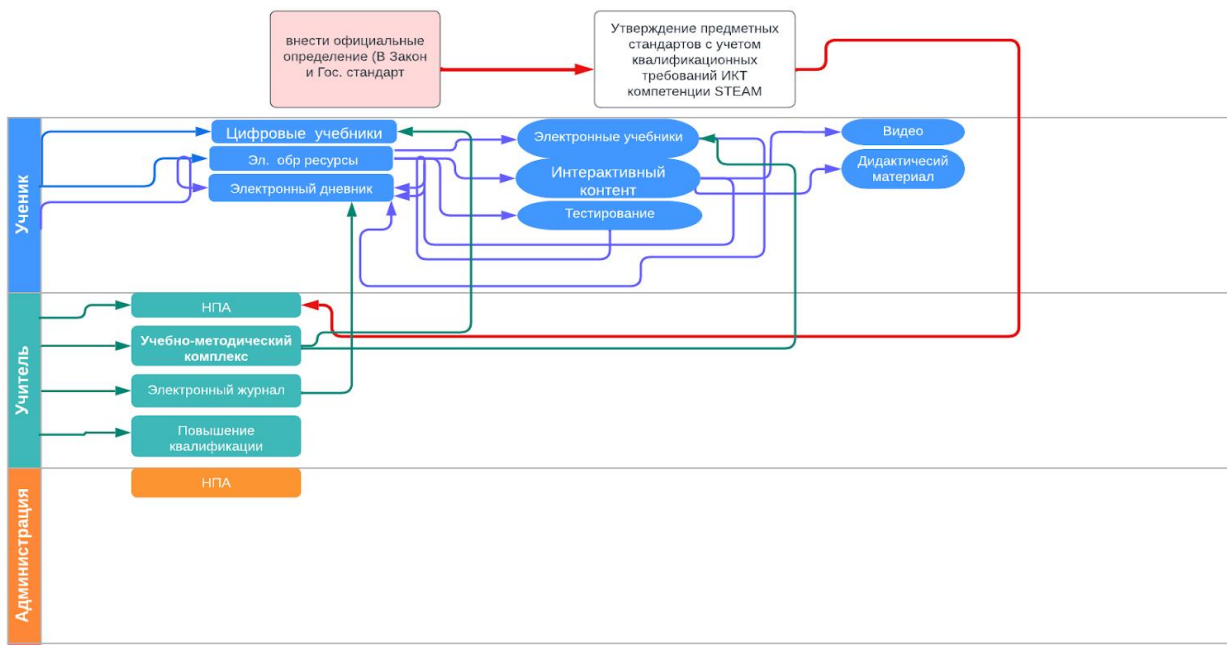 внести официальные
определение (В Закон
и Гос. стандарт
Утверждение предметных
стандартов с учетом
квалификационных
требований ИКТ
компетенции STEAM
Ученик
Цифровые учебники
Эл. обр ресурсы
Электронный дневник
Электронные учебники
Интерактивный
контент
Тестирование
Видео
Дидактичесий
материал
Учитель
НПА
Учебно-методический
комплекс
Электронный журнал
Повышение
квалификации
Администрация
НПА